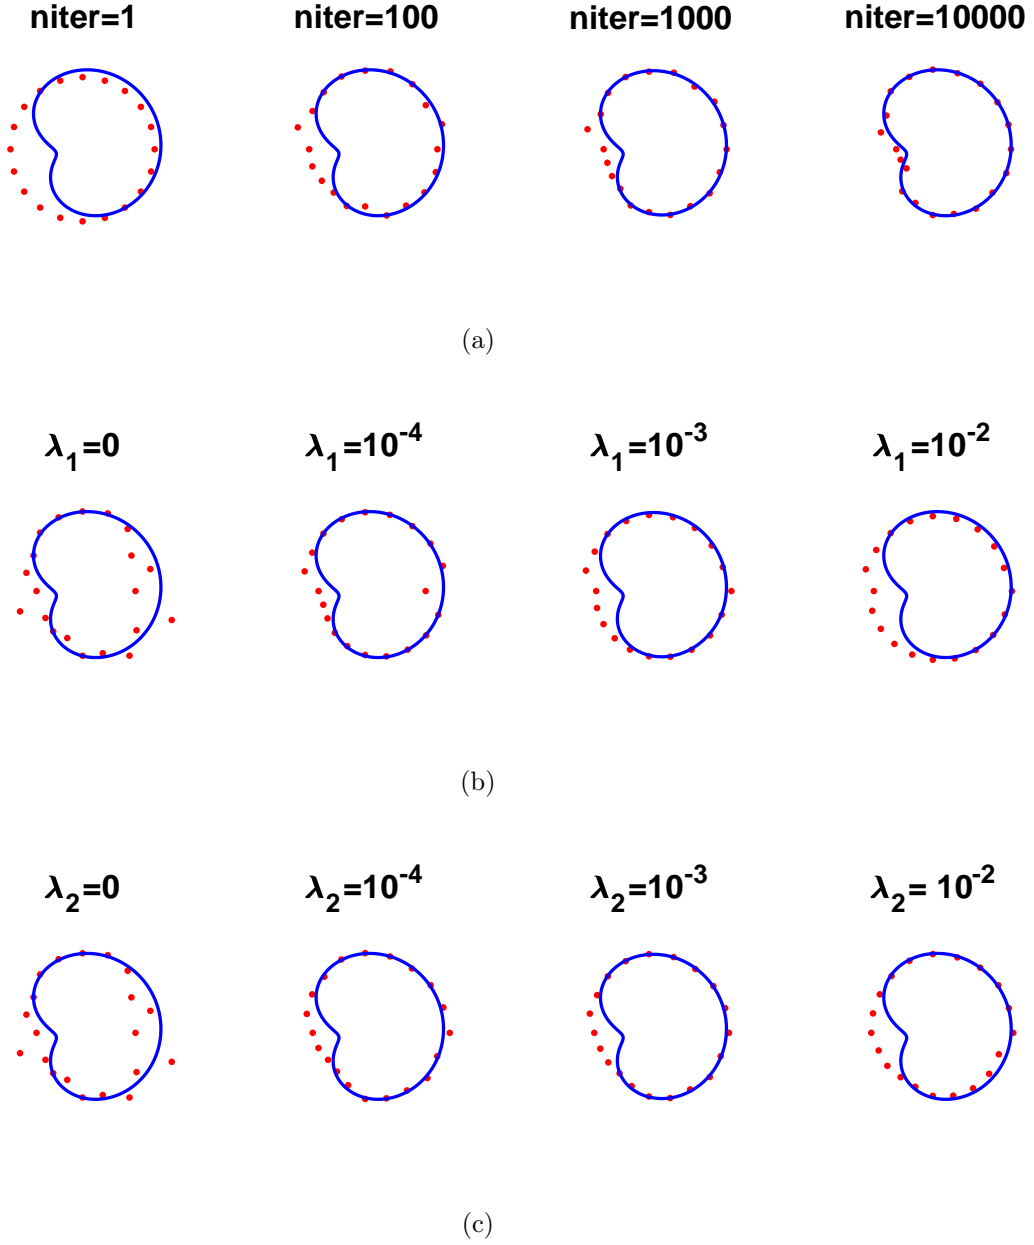 niter=1 niter=100 niter=1000 niter=10000
(a)
λ₁=0 λ₁=10⁻⁴ λ₁=10⁻³ λ₁=10⁻²
(b)
λ₂=0 λ₂=10⁻⁴ λ₂=10⁻³ λ₂= 10⁻²
(c)